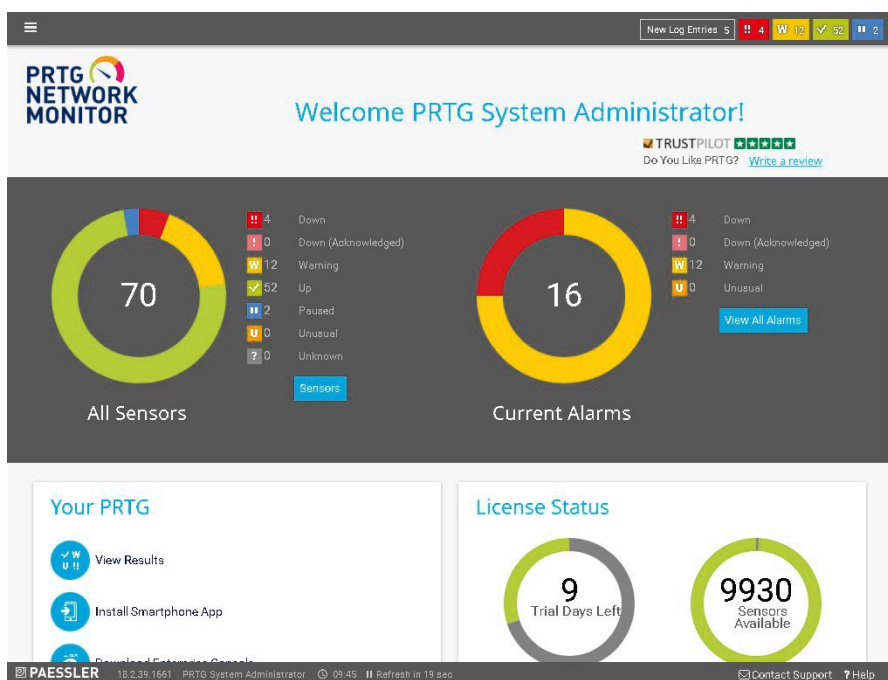 New Log Entries 5 !! 4 W 12 52 2
PRTG
NETWORK
MONITOR
Welcome PRTG System Administrator!
TRUSTPILOT
Do You Like PRTG? Write a review
70
All Sensors
!! 4 Down
! 0 Down (Acknowledged)
W 12 Warning
52 Up
2 Paused
U 0 Unusual
? 0 Unknown
Sensors
16
Current Alarms
!! 4 Down
! 0 Down (Acknowledged)
W 12 Warning
U 0 Unusual
View All Alarms
Your PRTG
W
U !!
View Results
Install Smartphone App
Download Enterprise Console
License Status
9
Trial Days Left
9930
Sensors
Available
PAESSLER 18.2.39.1661 PRTG System Administrator 09:45 Refresh in 19 sec Contact Support ? Help